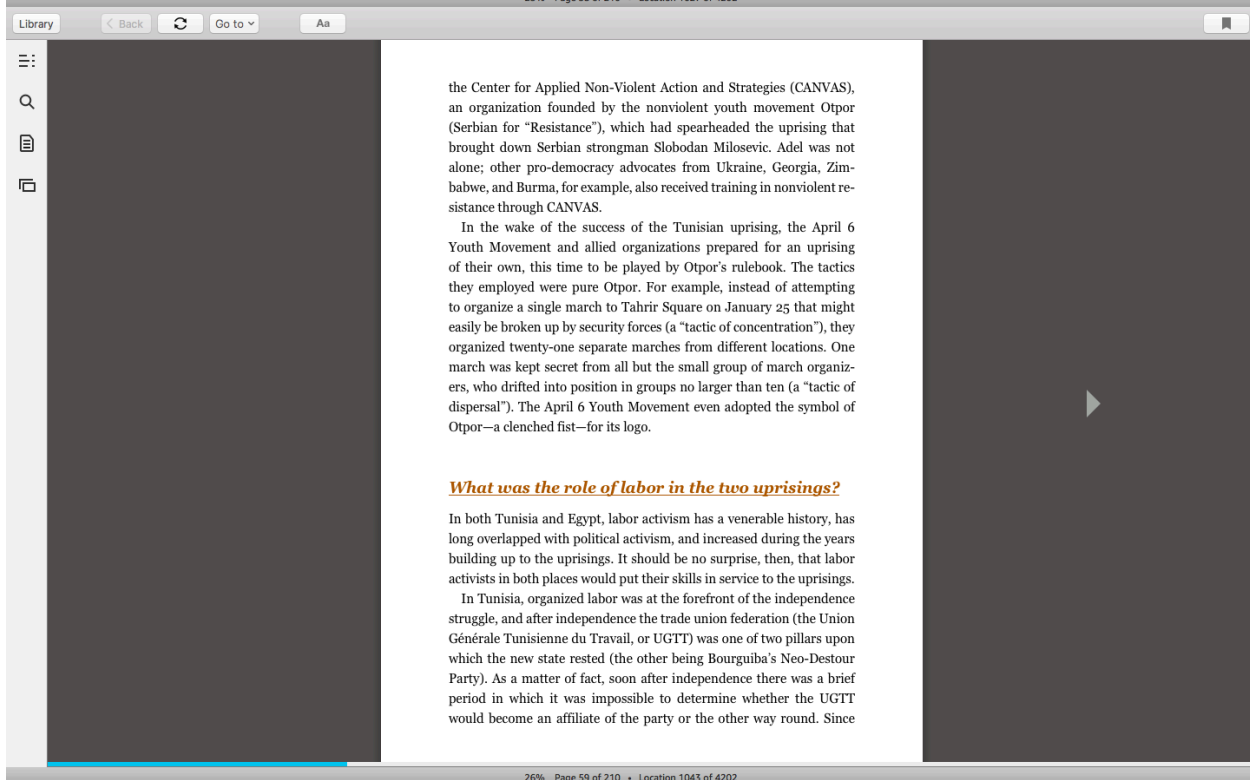 Library
Back
Go to
Aa
the Center for Applied Non-Violent Action and Strategies (CANVAS),
an organization founded by the nonviolent youth movement Otpor
(Serbian for “Resistance”), which had spearheaded the uprising that
brought down Serbian strongman Slobodan Milosevic. Adel was not
alone; other pro-democracy advocates from Ukraine, Georgia, Zim-
babwe, and Burma, for example, also received training in nonviolent re-
sistance through CANVAS.
In the wake of the success of the Tunisian uprising, the April 6
Youth Movement and allied organizations prepared for an uprising
of their own, this time to be played by Otpor’s rulebook. The tactics
they employed were pure Otpor. For example, instead of attempting
to organize a single march to Tahrir Square on January 25 that might
easily be broken up by security forces (a “tactic of concentration”), they
organized twenty-one separate marches from different locations. One
march was kept secret from all but the small group of march organiz-
ers, who drifted into position in groups no larger than ten (a “tactic of
dispersal”). The April 6 Youth Movement even adopted the symbol of
Otpor—a clenched fist—for its logo.
What was the role of labor in the two uprisings?
In both Tunisia and Egypt, labor activism has a venerable history, has
long overlapped with political activism, and increased during the years
building up to the uprisings. It should be no surprise, then, that labor
activists in both places would put their skills in service to the uprisings.
In Tunisia, organized labor was at the forefront of the independence
struggle, and after independence the trade union federation (the Union
Générale Tunisienne du Travail, or UGTT) was one of two pillars upon
which the new state rested (the other being Bourguiba’s Neo-Destour
Party). As a matter of fact, soon after independence there was a brief
period in which it was impossible to determine whether the UGTT
would become an affiliate of the party or the other way round. Since
26% Page 59 of 210 • Location 1043 of 4202